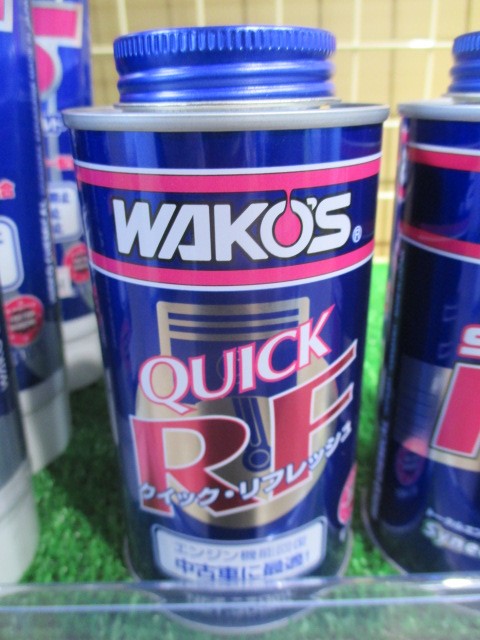 WAKO'S®
QUICK
RF
クイック・リフレッシュ
エンジン機能回復
中古車に最適!
S